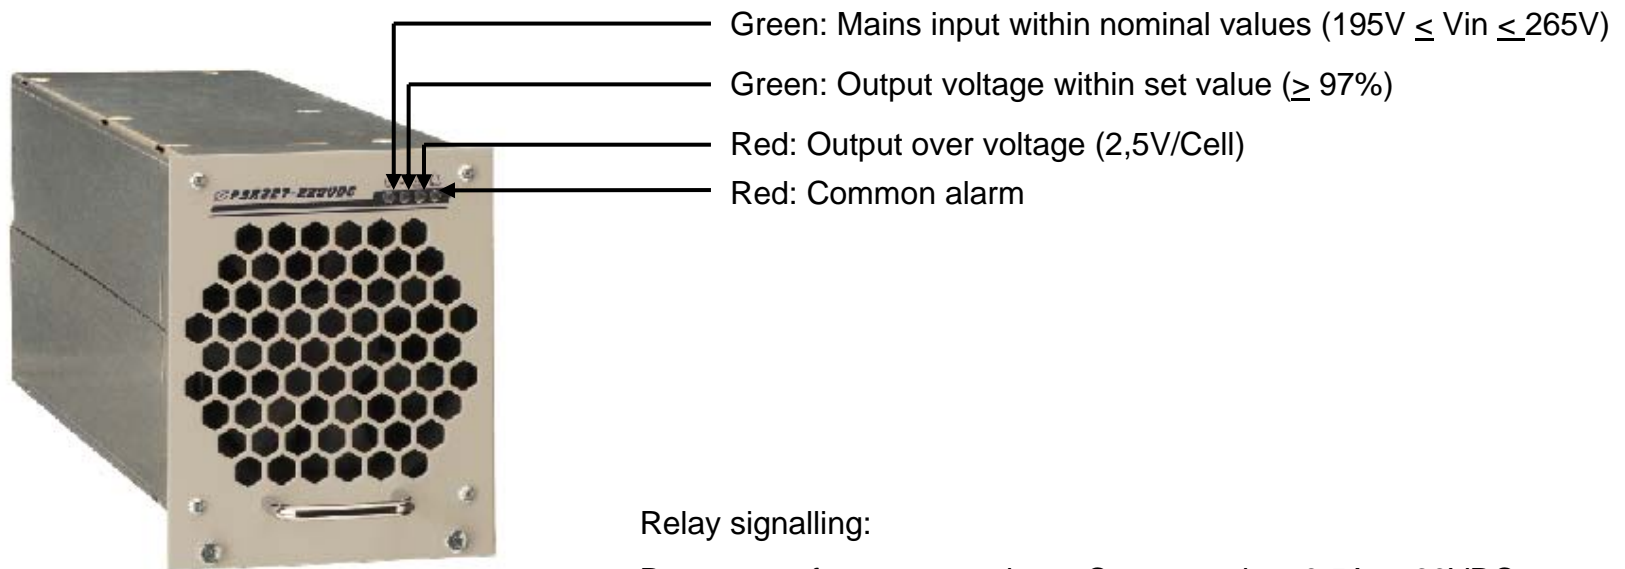 Green: Mains input within nominal values (195V ≤ Vin ≤ 265V)
Green: Output voltage within set value (≥ 97%)
Red: Output over voltage (2,5V/Cell)
Red: Common alarm
Relay signalling: